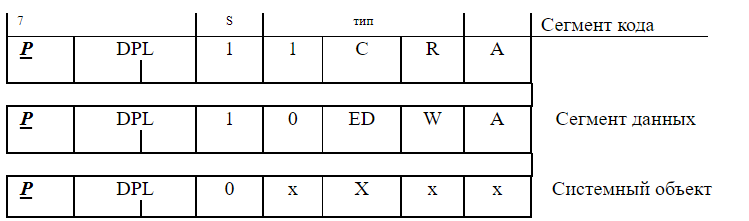 7 S тип Сегмент кода
P DPL 1 1 C R A
P DPL 1 0 ED W A Сегмент данных
P DPL 0 x X x x Системный объект